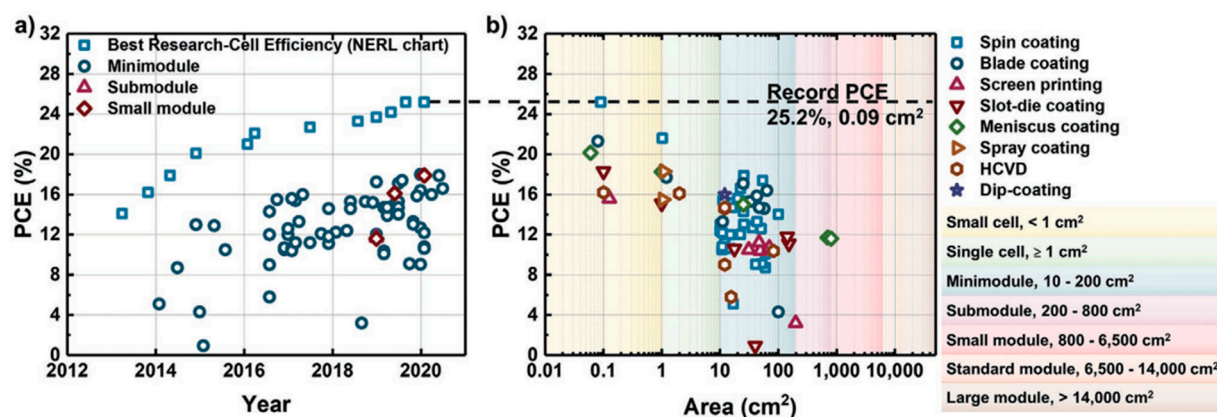 a)
32
28
24
20
16
12
8
4
0
PCE (%)
Best Research-Cell Efficiency (NERL chart)
Minimodule
Submodule
Small module
2012 2014 2016 2018 2020
Year
b)
32
28
24
20
16
12
8
4
0
PCE (%)
Record PCE
25.2%, 0.09 cm²
0.01 0.1 1 10 100 1,000 10,000
Area (cm²)
Spin coating
Blade coating
Screen printing
Slot-die coating
Meniscus coating
Spray coating
HCVD
Dip-coating
Small cell, < 1 cm²
Single cell, ≥ 1 cm²
Minimodule, 10 - 200 cm²
Submodule, 200 - 800 cm²
Small module, 800 - 6,500 cm²
Standard module, 6,500 - 14,000 cm²
Large module, > 14,000 cm²